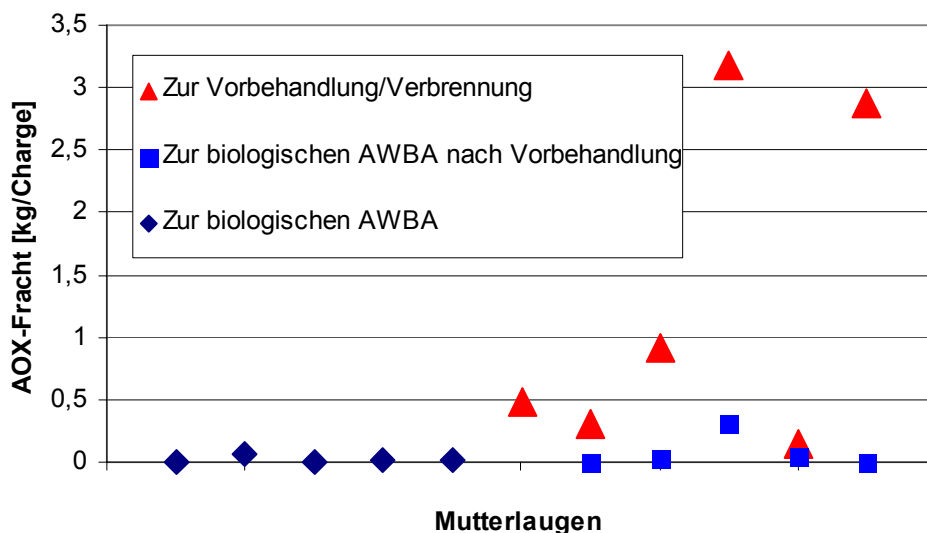 3,5
3
2,5
2
1,5
1
0,5
0
AOX-Fracht [kg/Charge]
Zur Vorbehandlung/Verbrennung
Zur biologischen AWBA nach Vorbehandlung
Zur biologischen AWBA
Mutterlaugen